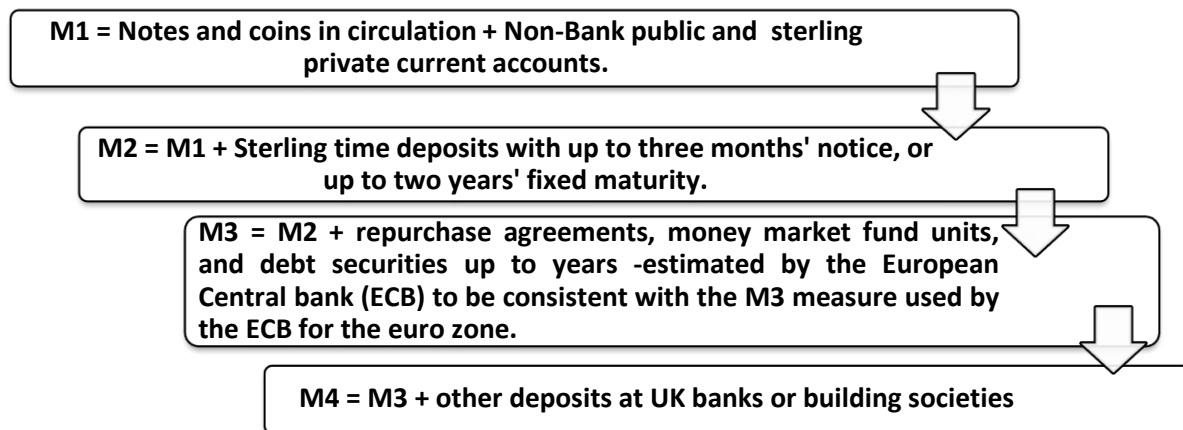 M1 = Notes and coins in circulation + Non-Bank public and sterling
private current accounts.
M2 = M1 + Sterling time deposits with up to three months' notice, or
up to two years' fixed maturity.
M3 = M2 + repurchase agreements, money market fund units,
and debt securities up to years -estimated by the European
Central bank (ECB) to be consistent with the M3 measure used by
the ECB for the euro zone.
M4 = M3 + other deposits at UK banks or building societies